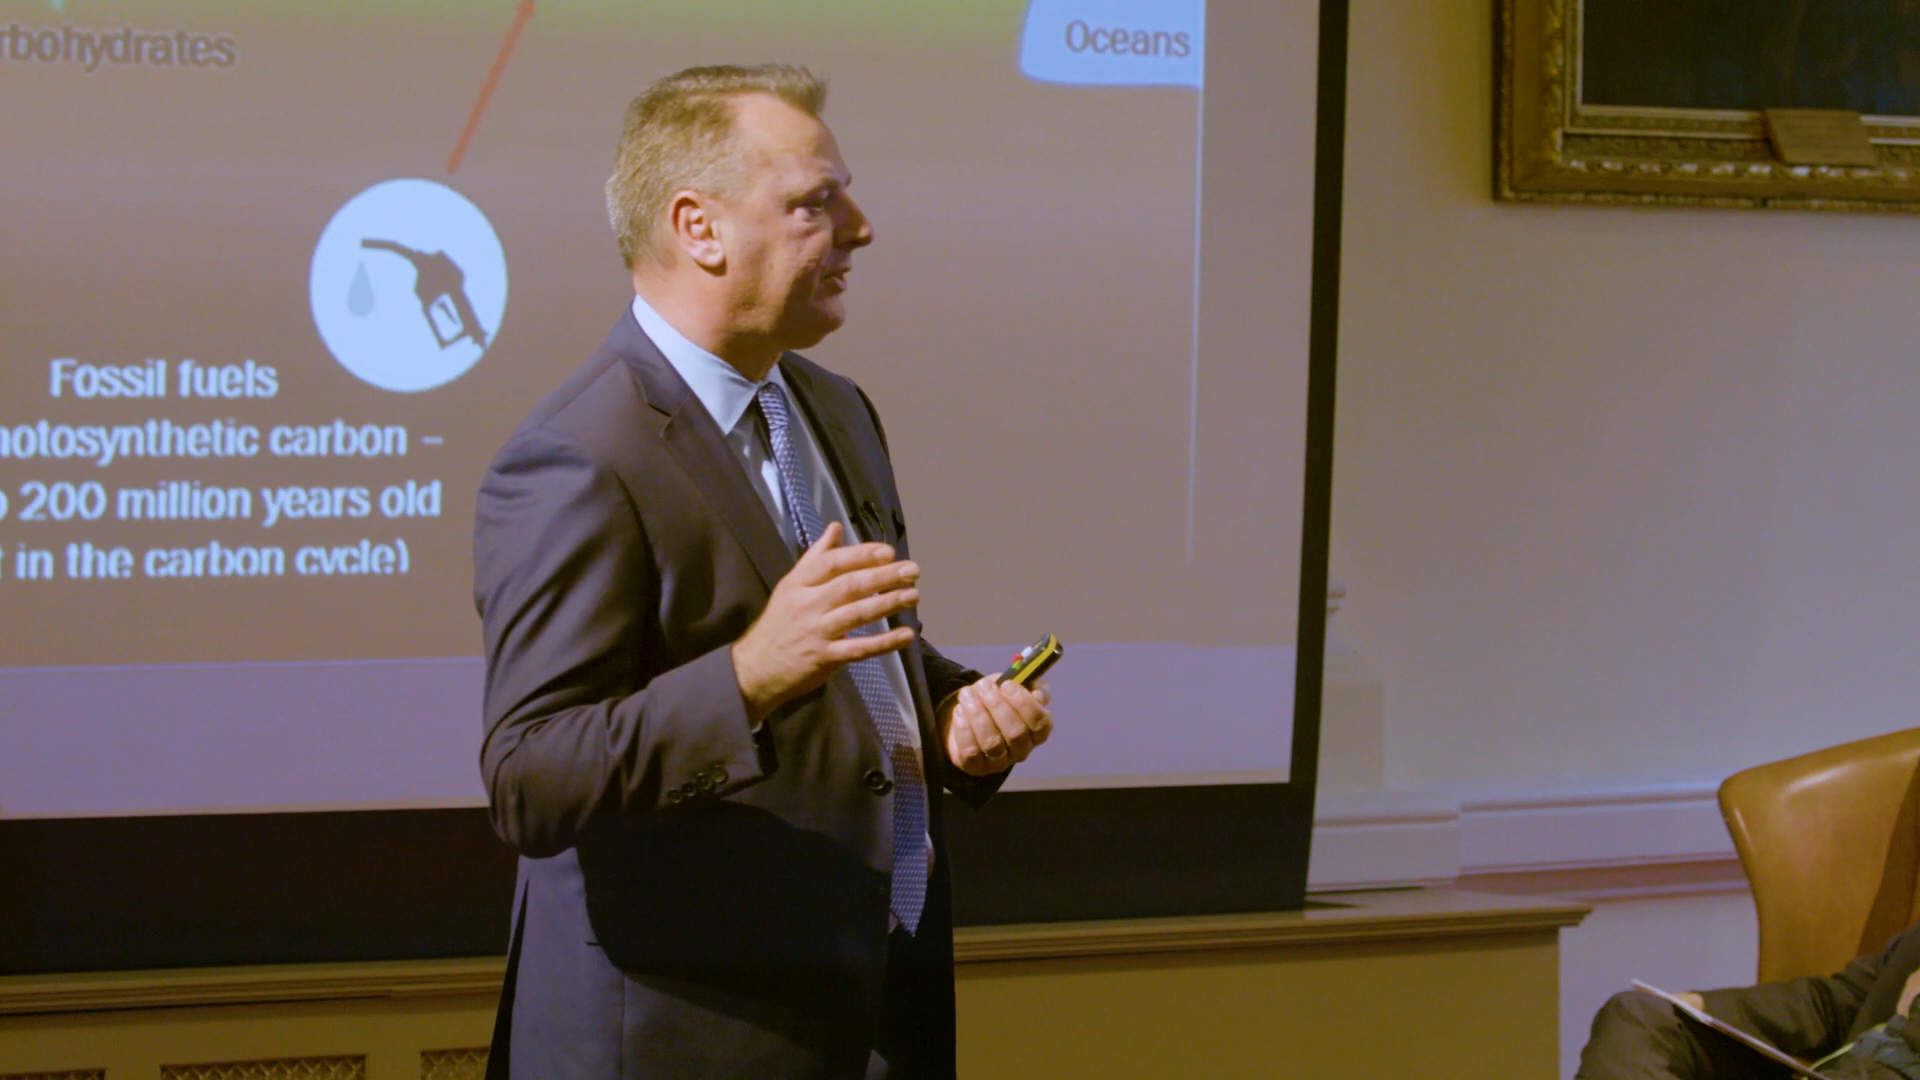 rbohydrates
Oceans
Fossil fuels
hotosynthetic carbon –
200 million years old
in the carbon cycle)